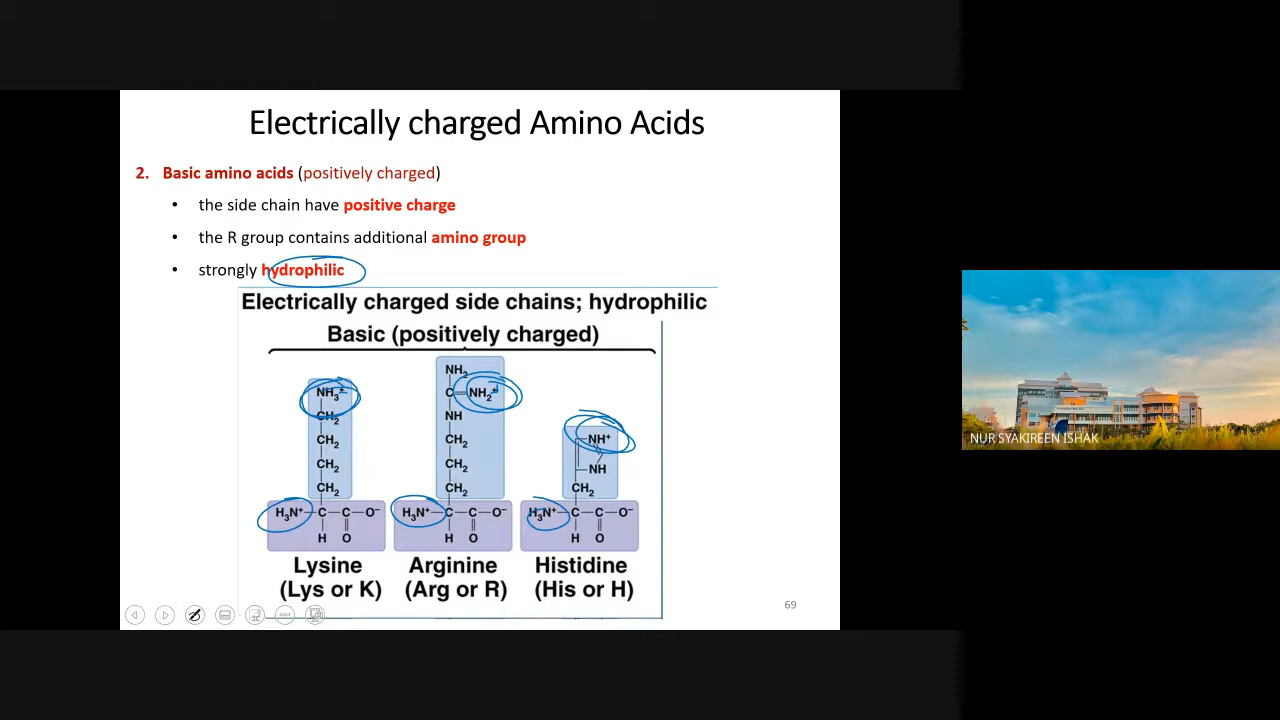 Electrically charged Amino Acids
2. Basic amino acids (positively charged)
• the side chain have positive charge
• the R group contains additional amino group
• strongly hydrophilic
Electrically charged side chains; hydrophilic
Basic (positively charged)
NH₂
NH₃⁺ C NH₂⁺
CH₂ NH
CH₂ CH₂ NH⁺
CH₂ CH₂ NH
CH₂ CH₂ CH₂
H₃N⁺ C C O⁻ H₃N⁺ C C O⁻ H₃N⁺ C C O⁻
H O H O H O
Lysine Arginine Histidine
(Lys or K) (Arg or R) (His or H)
69
NUR SYAKIREEN ISHAK